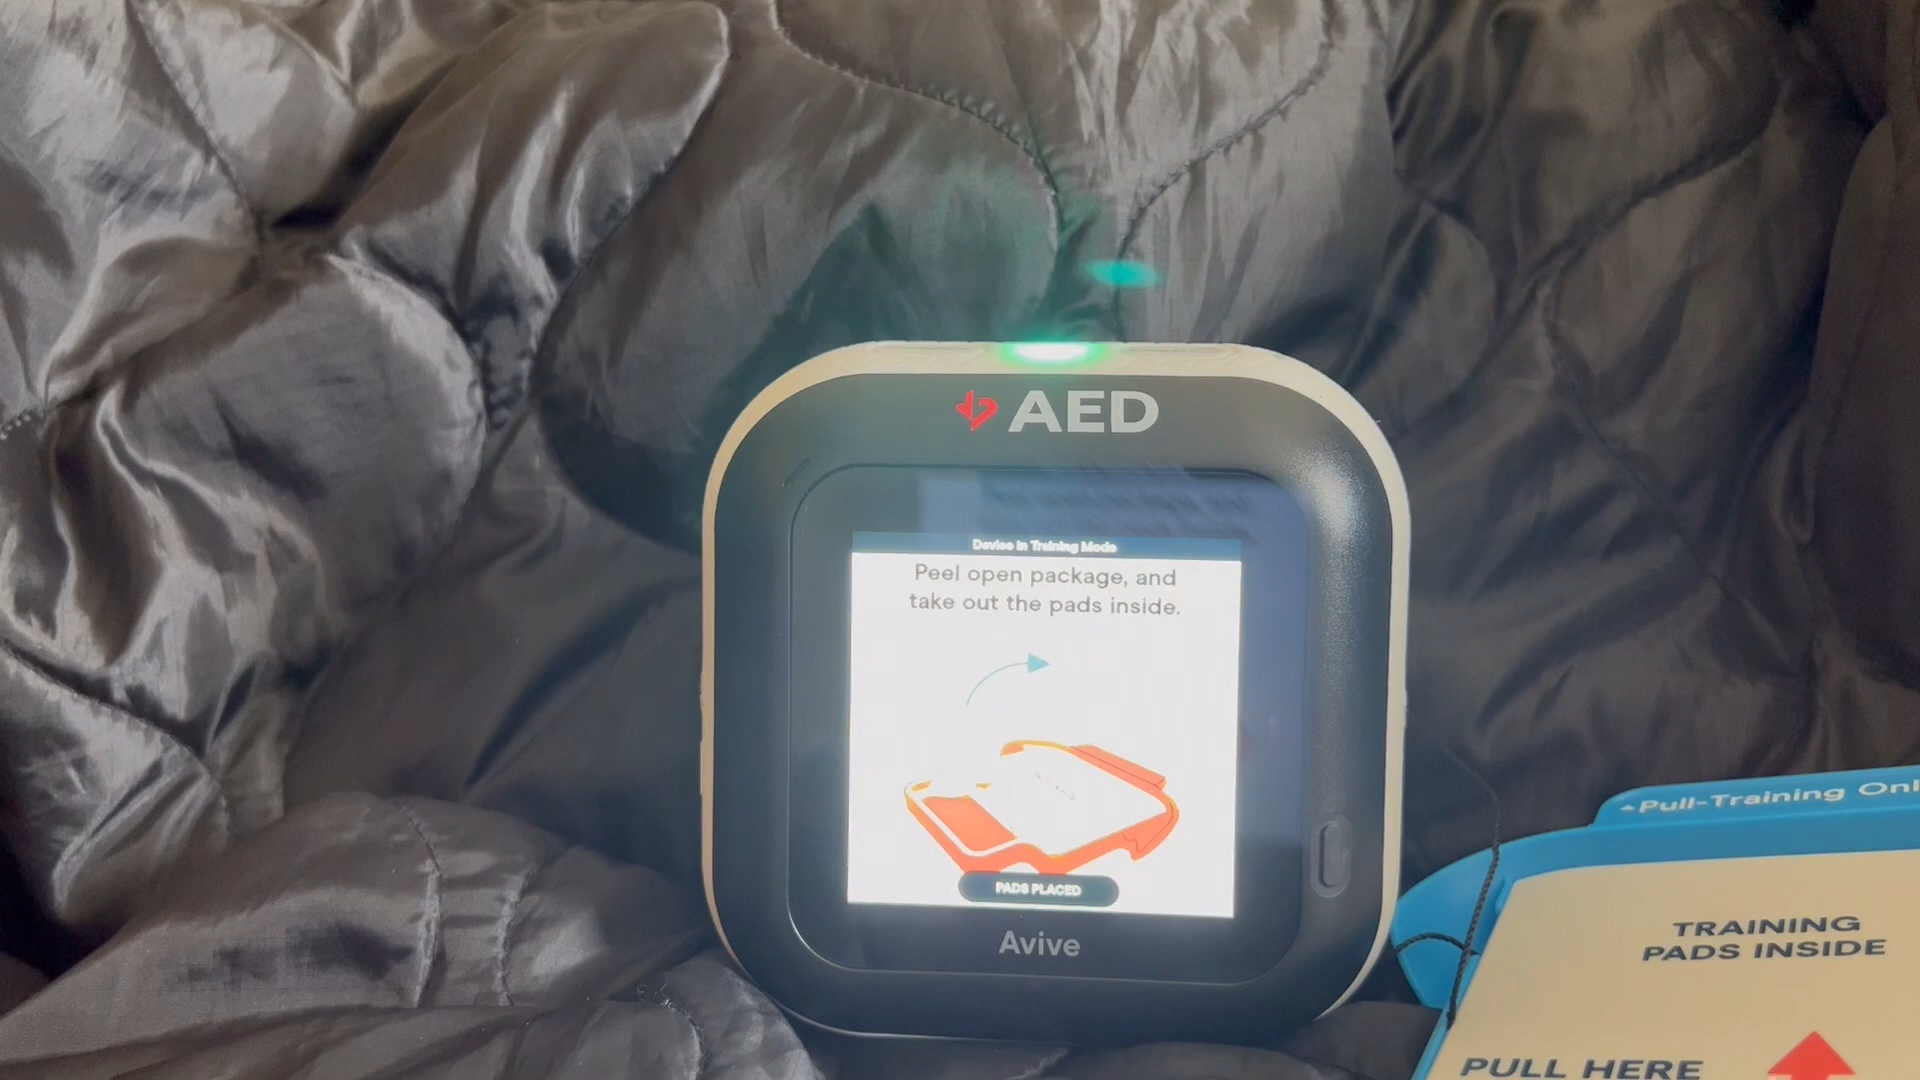 AED
Device in Training Mode
Peel open package, and
take out the pads inside.
PADS PLACED
Avive
Pull-Training Onl
TRAINING
PADS INSIDE
PULL HERE